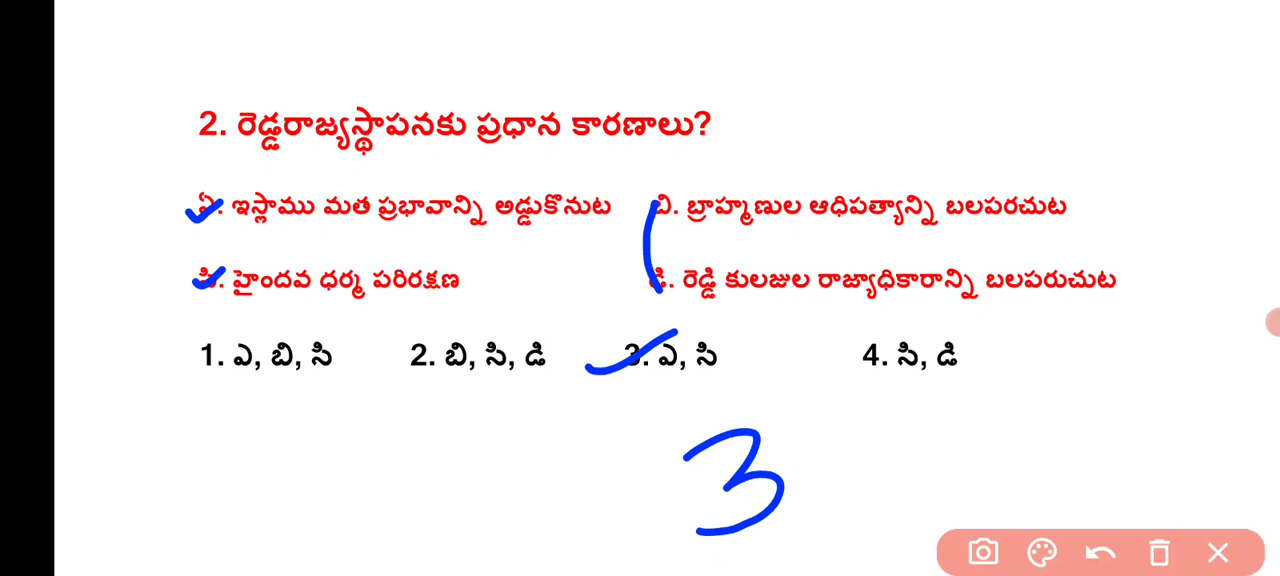 2. రెడ్డరాజ్యస్థాపనకు ప్రధాన కారణాలు?
ఏ. ఇస్లాము మత ప్రభావాన్ని అడ్డుకొనుట బి. బ్రాహ్మణుల ఆధిపత్యాన్ని బలపరచుట
సి. హైందవ ధర్మ పరిరక్షణ డి. రెడ్డి కులజుల రాజ్యాధికారాన్ని బలపరుచుట
1. ఎ, బి, సి 2. బి, సి, డి 3. ఎ, సి 4. సి, డి
3